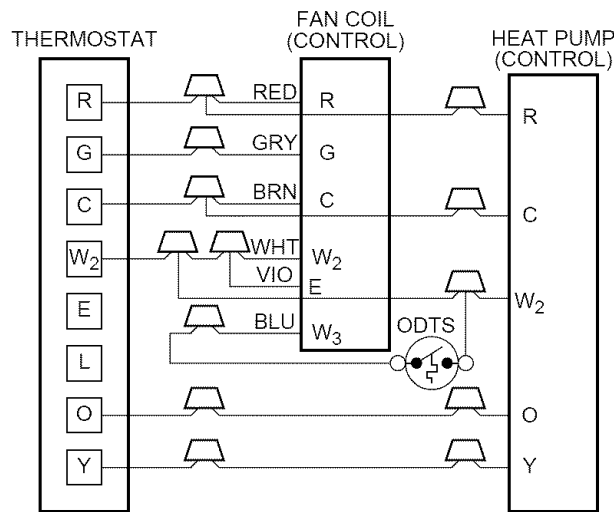 THERMOSTAT
FAN COIL
(CONTROL)
HEAT PUMP
(CONTROL)
R RED R R
G GRY G
C BRN C C
W2 WHT W2
VIO E W2
E
BLU W3
ODTS
L
O O
Y Y